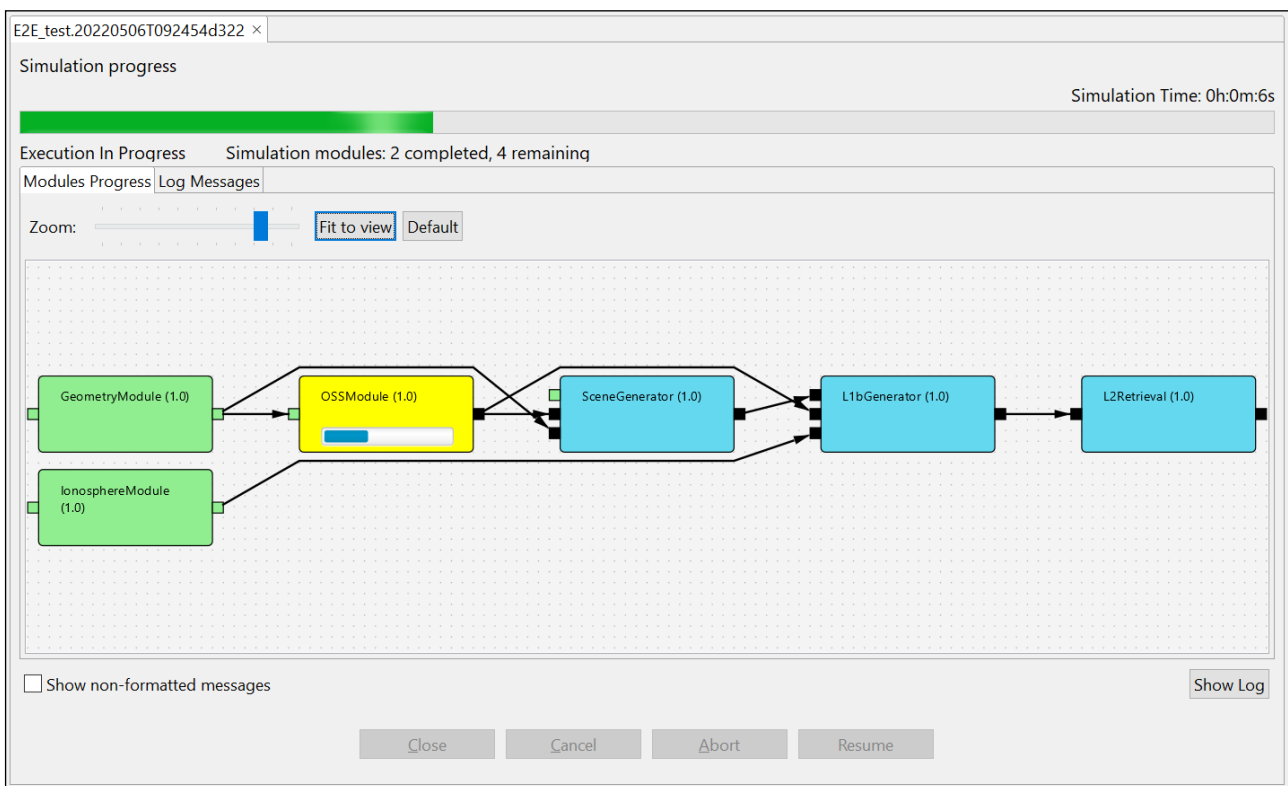 E2E_test.20220506T092454d322 ×
Simulation progress
Simulation Time: 0h:0m:6s
Execution In Progress Simulation modules: 2 completed, 4 remaining
Modules Progress Log Messages
Zoom: Fit to view Default
GeometryModule (1.0) OSSModule (1.0) SceneGenerator (1.0) L1bGenerator (1.0) L2Retrieval (1.0)
IonosphereModule
(1.0)
Show non-formatted messages Show Log
Close Cancel Abort Resume